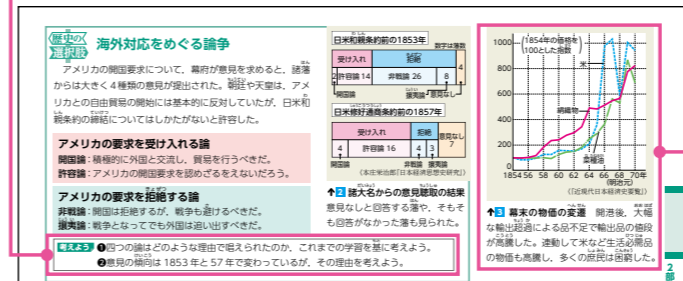 歴史の
選択肢
海外対応をめぐる論争
アメリカの開国要求について、幕府が意見を求めると、諸藩
からは大きく4種類の意見が提出された。朝廷や天皇は、アメ
リカとの自由貿易の開始には基本的に反対していたが、日米和
親条約の締結についてはしかたがないと許容した。
アメリカの要求を受け入れる論
開国論：積極的に外国と交流し、貿易を行うべきだ。
許容論：アメリカの開国要求を認めざるをえないだろう。
アメリカの要求を拒絶する論
非戦論：開国は拒絶するが、戦争も避けるべきだ。
攘夷論：戦争となってでも外国は追い出すべきだ。
考えよう ❶四つの論はどのような理由で唱えられたのか、これまでの学習を基に考えよう。
❷意見の傾向は1853年と57年で変わっているが、その理由を考えよう。
日米和親条約前の1853年
数字は藩数
受け入れ 拒絶
2 許容論 14 非戦論 26 8 4
開国論 攘夷論 意見なし
日米修好通商条約前の1857年
受け入れ 拒絶 意見なし
4 許容論 16 4 3 7
開国論 非戦論 攘夷論
(本庄栄治郎『日本経済思想史研究』)
↑2 諸大名からの意見聴取の結果
意見なしと回答する藩や、そもそ
も回答がなかった藩も見られた。
1854年の価格を
100とした指数
米
絹織物
菜種油
1000
800
600
400
200
0
1854 56 58 60 62 64 66 68 70年
(明治元)
(『近現代日本経済史要覧』)
↑3 幕末の物価の変遷 開港後、大幅
な輸出超過による品不足で輸出品の値段
が高騰した。連動して米など生活必需品
の物価も高騰し、多くの庶民は困窮した。
2部